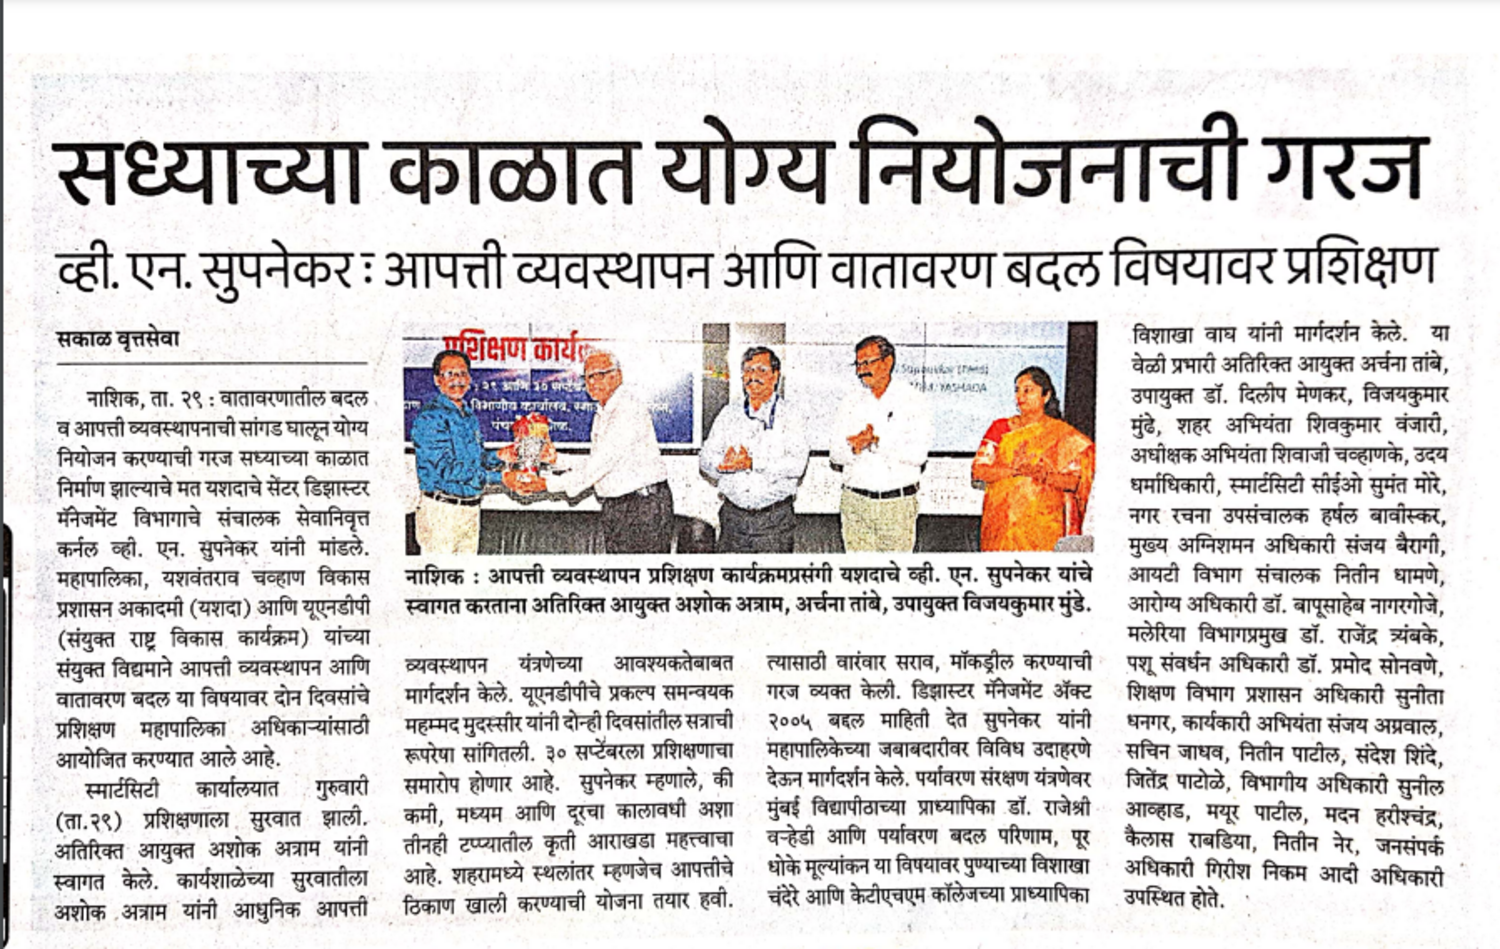 सध्याच्या काळात योग्य नियोजनाची गरज
व्ही. एन. सुपनेकर : आपत्ती व्यवस्थापन आणि वातावरण बदल विषयावर प्रशिक्षण
सकाळ वृत्तसेवा
नाशिक, ता. २९ : वातावरणातील बदल
व आपत्ती व्यवस्थापनाची सांगड घालून योग्य
नियोजन करण्याची गरज सध्याच्या काळात
निर्माण झाल्याचे मत यशदाचे सेंटर डिझास्टर
मॅनेजमेंट विभागाचे संचालक सेवानिवृत्त
कर्नल व्ही. एन. सुपनेकर यांनी मांडले.
महापालिका, यशवंतराव चव्हाण विकास
प्रशासन अकादमी (यशदा) आणि यूएनडीपी
(संयुक्त राष्ट्र विकास कार्यक्रम) यांच्या
संयुक्त विद्यमाने आपत्ती व्यवस्थापन आणि
वातावरण बदल या विषयावर दोन दिवसांचे
प्रशिक्षण महापालिका अधिकाऱ्यांसाठी
आयोजित करण्यात आले आहे.
स्मार्टसिटी कार्यालयात गुरुवारी
(ता.२९) प्रशिक्षणाला सुरवात झाली.
अतिरिक्त आयुक्त अशोक अत्राम यांनी
स्वागत केले. कार्यशाळेच्या सुरवातीला
अशोक अत्राम यांनी आधुनिक आपत्ती
प्रशिक्षण
विभागीय कार्यालय,
YASHADA
नाशिक : आपत्ती व्यवस्थापन प्रशिक्षण कार्यक्रमप्रसंगी यशदाचे व्ही. एन. सुपनेकर यांचे
स्वागत करताना अतिरिक्त आयुक्त अशोक अत्राम, अर्चना तांबे, उपायुक्त विजयकुमार मुंडे.
व्यवस्थापन यंत्रणेच्या आवश्यकतेबाबत
मार्गदर्शन केले. यूएनडीपीचे प्रकल्प समन्वयक
महम्मद मुदस्सीर यांनी दोन्ही दिवसांतील सत्राची
रूपरेषा सांगितली. ३० सप्टेंबरला प्रशिक्षणाचा
समारोप होणार आहे. सुपनेकर म्हणाले, की
कमी, मध्यम आणि दूरचा कालावधी अशा
तीनही टप्प्यातील कृती आराखडा महत्त्वाचा
आहे. शहरामध्ये स्थलांतर म्हणजेच आपत्तीचे
ठिकाण खाली करण्याची योजना तयार हवी.
त्यासाठी वारंवार सराव, मॉकड्रील करण्याची
गरज व्यक्त केली. डिझास्टर मॅनेजमेंट ॲक्ट
२००५ बद्दल माहिती देत सुपनेकर यांनी
महापालिकेच्या जबाबदारीवर विविध उदाहरणे
देऊन मार्गदर्शन केले. पर्यावरण संरक्षण यंत्रणेवर
मुंबई विद्यापीठाच्या प्राध्यापिका डॉ. राजेश्री
वऱ्हेडी आणि पर्यावरण बदल परिणाम, पूर
धोके मूल्यांकन या विषयावर पुण्याच्या विशाखा
चंदेरे आणि केटीएचएम कॉलेजच्या प्राध्यापिका
विशाखा वाघ यांनी मार्गदर्शन केले. या
वेळी प्रभारी अतिरिक्त आयुक्त अर्चना तांबे,
उपायुक्त डॉ. दिलीप मेणकर, विजयकुमार
मुंढे, शहर अभियंता शिवकुमार वंजारी,
अधीक्षक अभियंता शिवाजी चव्हाणके, उदय
धर्माधिकारी, स्मार्टसिटी सीईओ सुमंत मोरे,
नगर रचना उपसंचालक हर्षल बावीस्कर,
मुख्य अग्निशमन अधिकारी संजय बैरागी,
आयटी विभाग संचालक नितीन धामणे,
आरोग्य अधिकारी डॉ. बापूसाहेब नागरगोजे,
मलेरिया विभागप्रमुख डॉ. राजेंद्र त्र्यंबके,
पशू संवर्धन अधिकारी डॉ. प्रमोद सोनवणे,
शिक्षण विभाग प्रशासन अधिकारी सुनीता
धनगर, कार्यकारी अभियंता संजय अग्रवाल,
सचिन जाधव, नितीन पाटील, संदेश शिंदे,
जितेंद्र पाटोळे, विभागीय अधिकारी सुनील
आव्हाड, मयूर पाटील, मदन हरीश्चंद्र,
कैलास राबडिया, नितीन नेर, जनसंपर्क
अधिकारी गिरीश निकम आदी अधिकारी
उपस्थित होते.